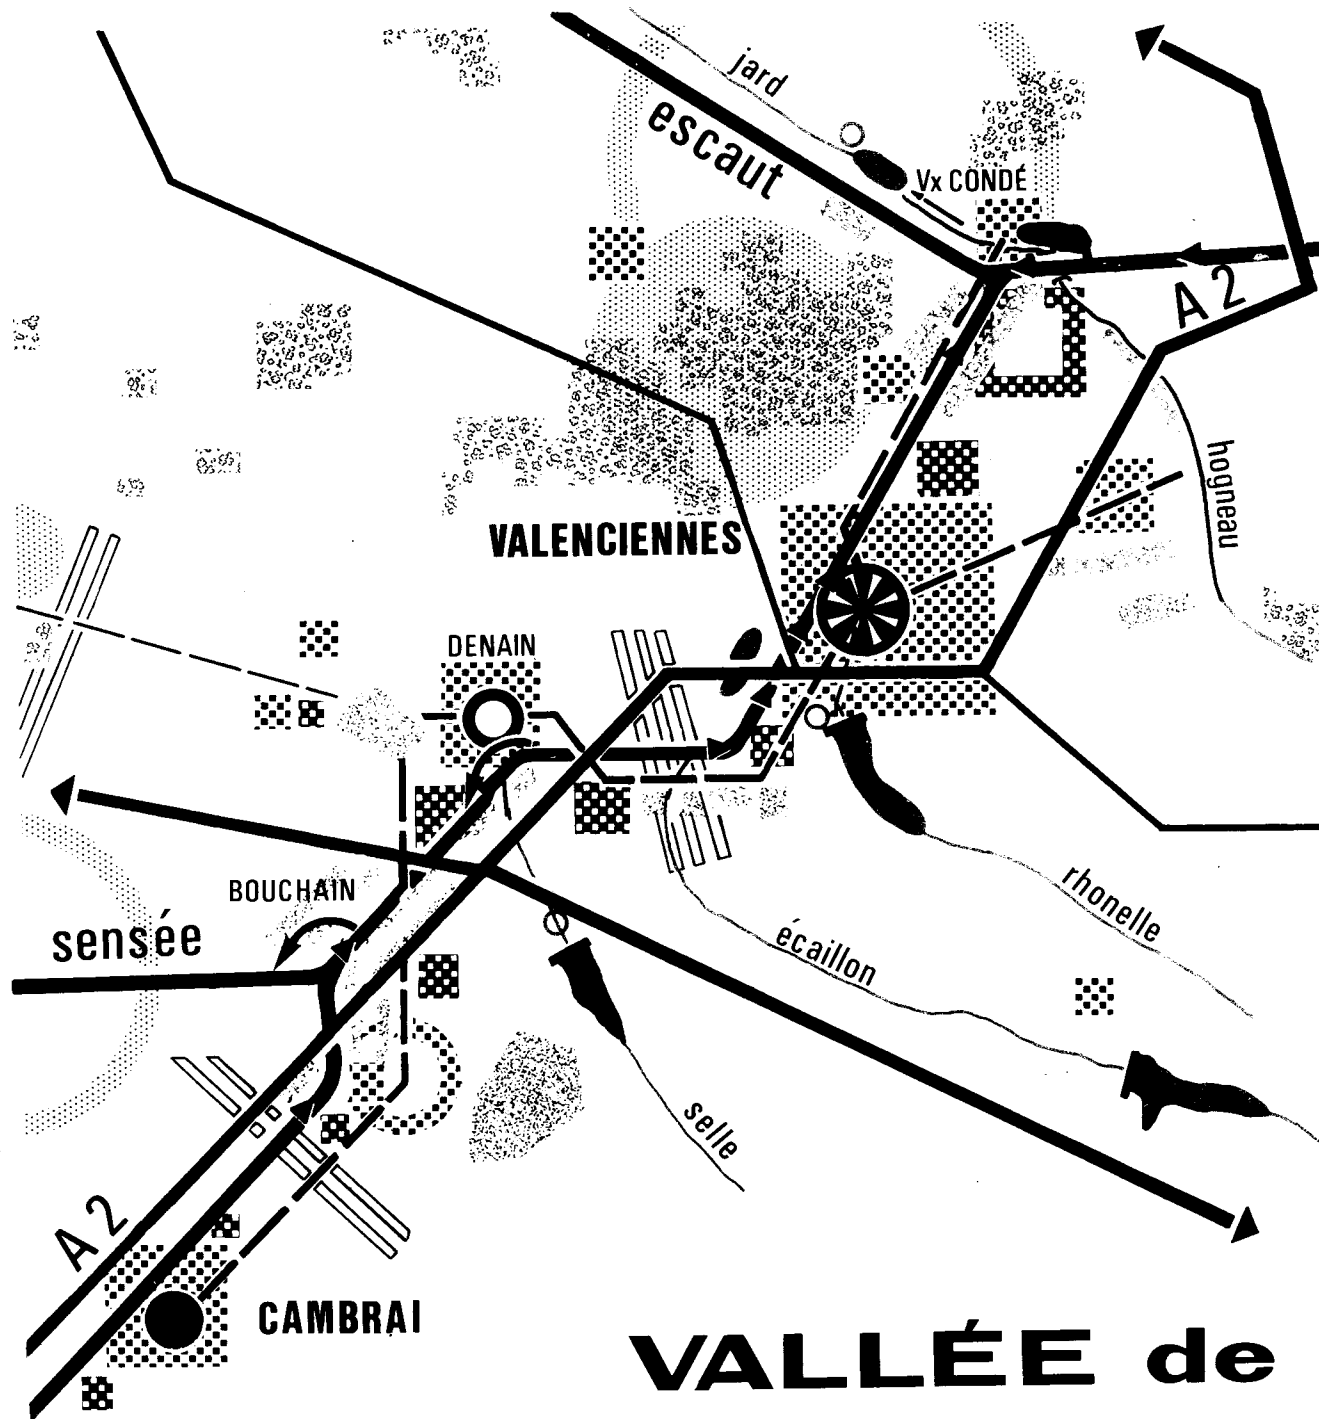 jard
escaut
Vx CONDÉ
A2
hogneau
VALENCIENNES
DENAIN
BOUCHAIN
sensée
rhonelle
écaillon
selle
A2
CAMBRAI
VALLÉE de